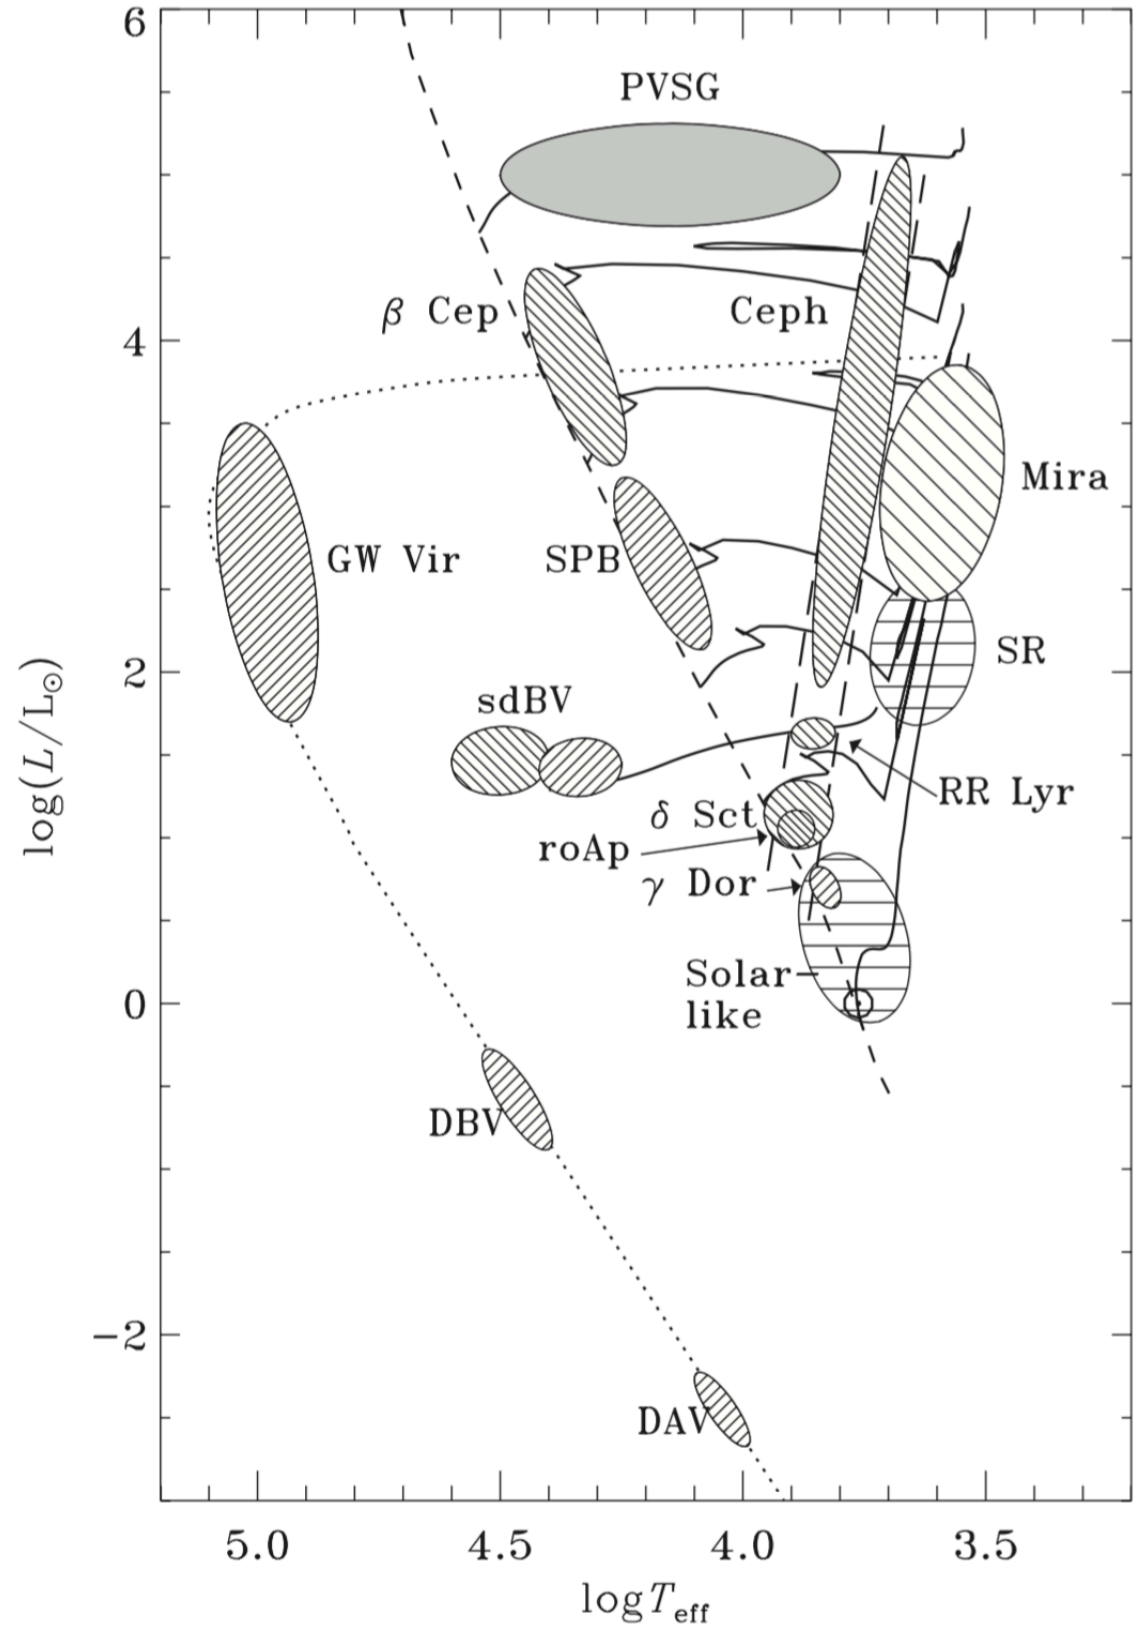 6
PVSG
β Cep
Ceph
4
Mira
GW Vir
SPB
SR
2
sdBV
RR Lyr
δ Sct
roAp
γ Dor
Solar-
like
0
DBV
-2
DAV
5.0 4.5 4.0 3.5
log T_eff
log(L/L⊙)